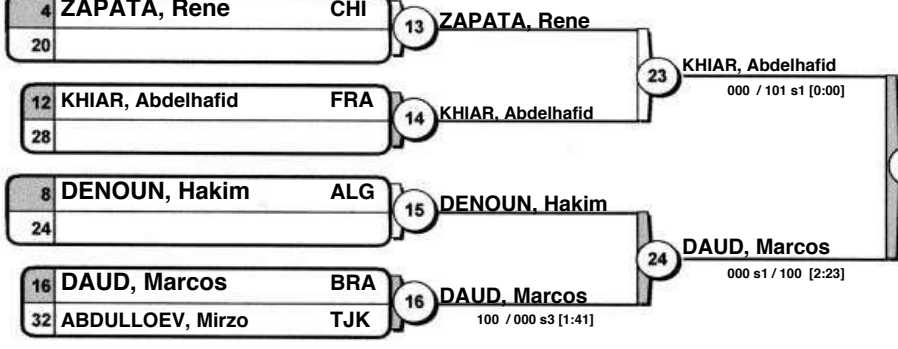 4 ZAPATA, Rene CHI
20
13 ZAPATA, Rene
12 KHIAR, Abdelhafid FRA
28
14 KHIAR, Abdelhafid
23 KHIAR, Abdelhafid
000 / 101 s1 [0:00]
8 DENOUN, Hakim ALG
24
15 DENOUN, Hakim
16 DAUD, Marcos BRA
32 ABDULLOEV, Mirzo TJK
16 DAUD, Marcos
100 / 000 s3 [1:41]
24 DAUD, Marcos
000 s1 / 100 [2:23]